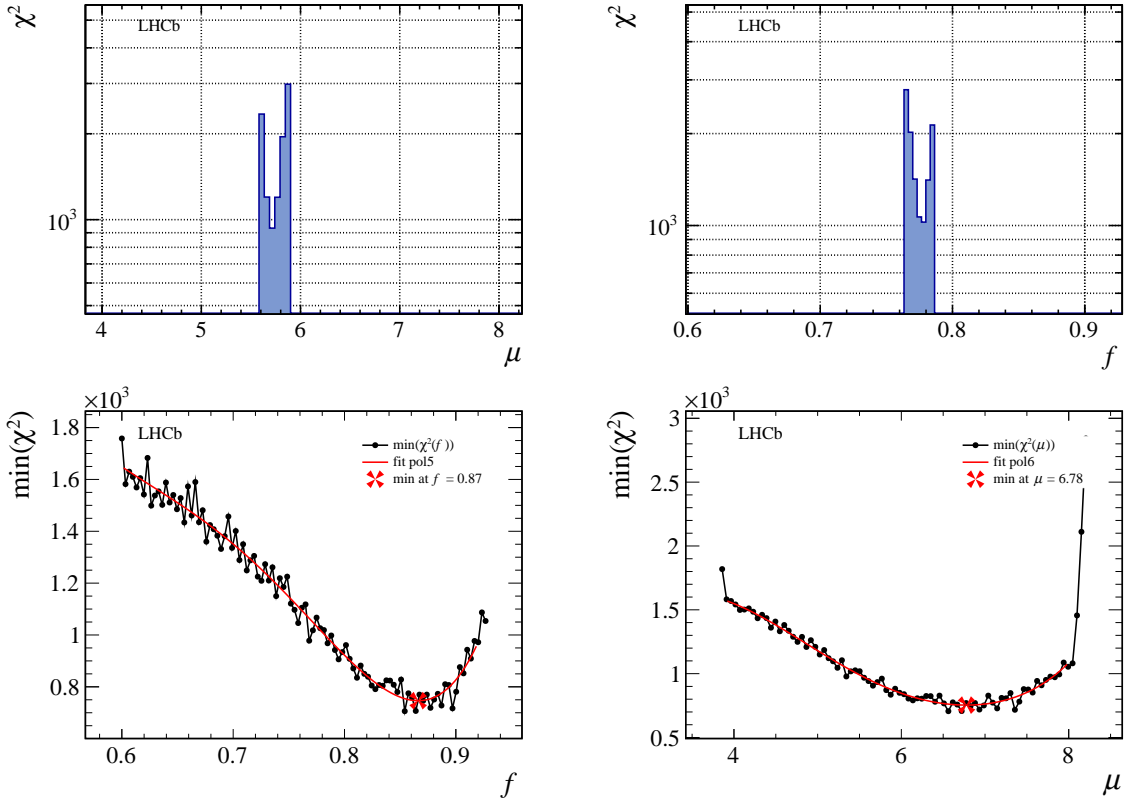 χ² LHCb
10³
4 5 6 7 8
μ
χ² LHCb
10³
0.6 0.7 0.8 0.9
f
×10³
min(χ²)
LHCb
min(χ²(f ))
fit pol5
min at f = 0.87
1.8
1.6
1.4
1.2
1
0.8
0.6 0.7 0.8 0.9
f
×10³
min(χ²)
LHCb
min(χ²(μ))
fit pol6
min at μ = 6.78
3
2.5
2
1.5
1
0.5
4 6 8
μ